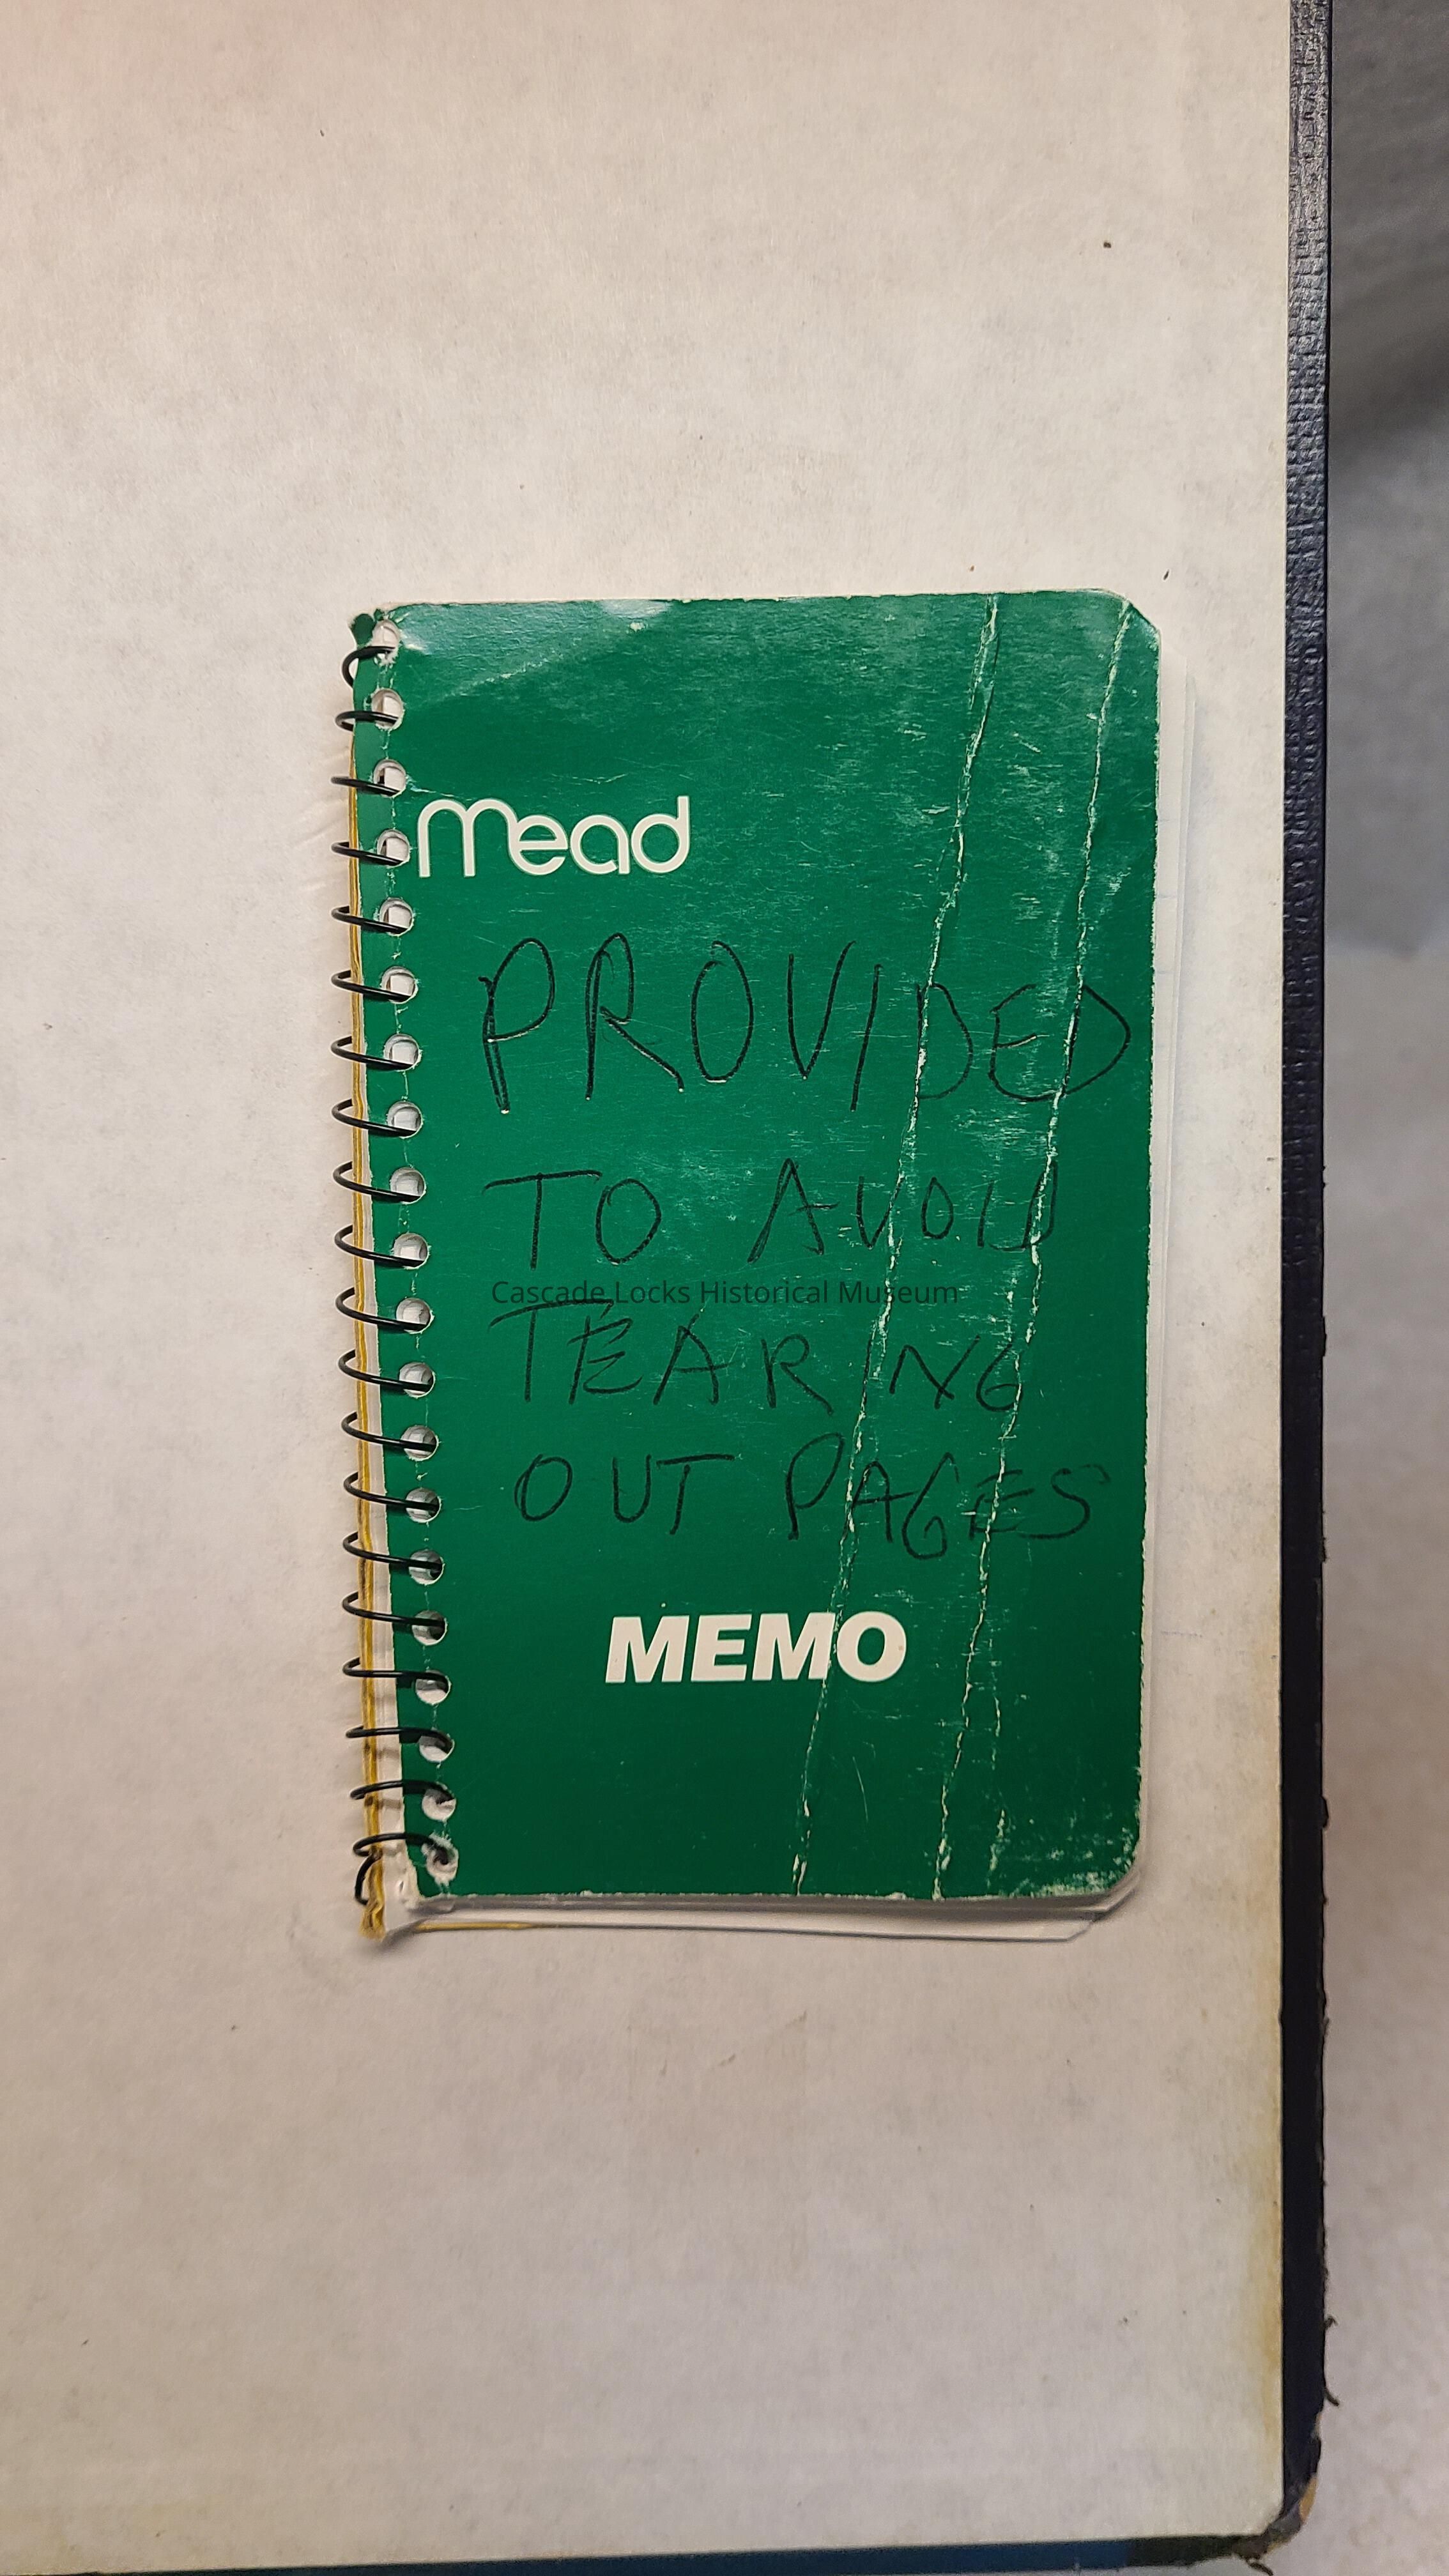 mead
PROVIDED
TO AVOID
Cascade Locks Historical Museum
TEARING
OUT PAGES
MEMO